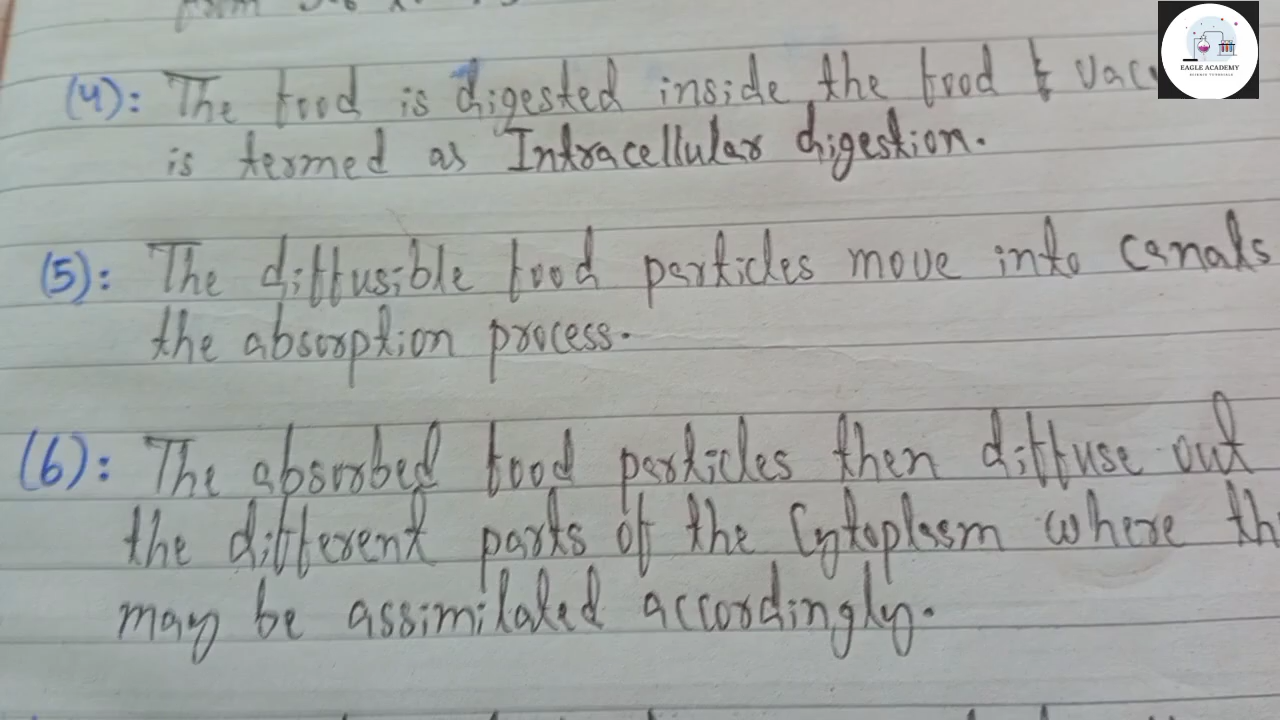 (4): The food is digested inside the food & vac
is termed as Intracellular digestion.
(5): The diffusible food particles move into canals
the absorption process.
(6): The absorbed food particles then diffuse out
the different parts of the Cytoplasm where th
may be assimilated accordingly.
EAGLE ACADEMY